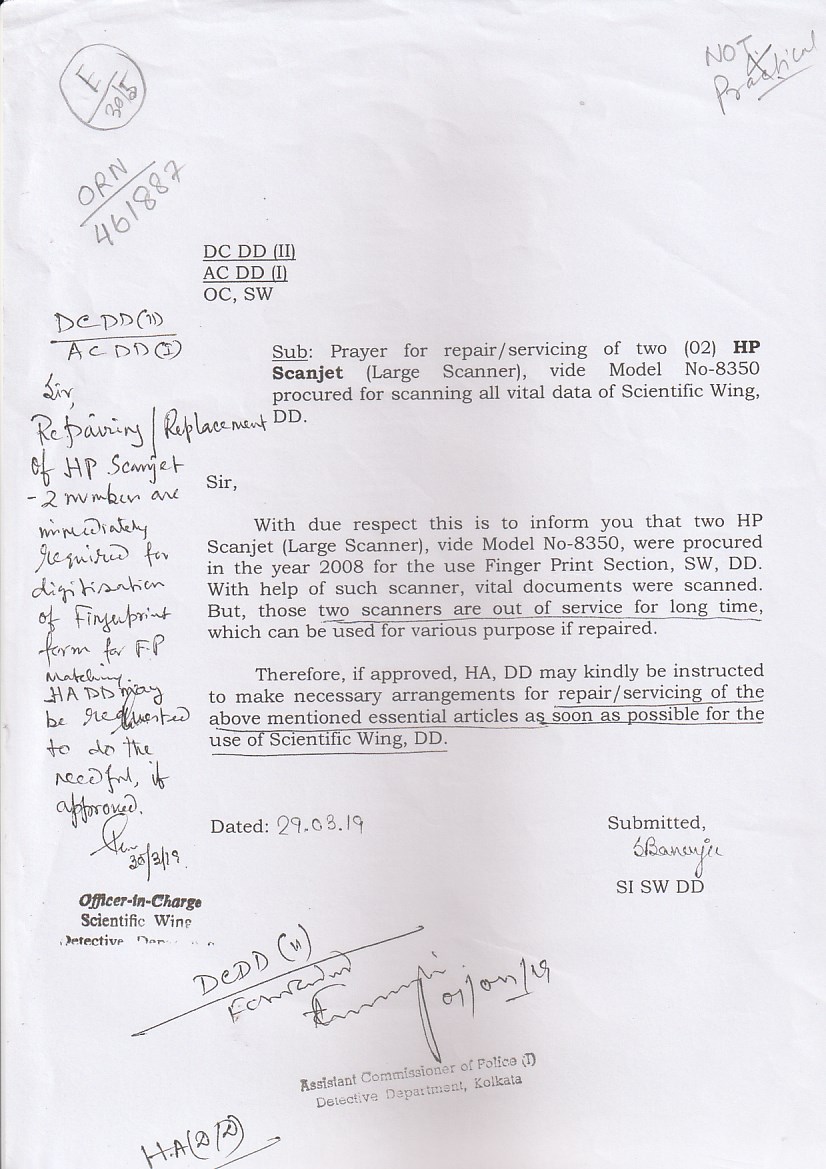 E
30/5
NOT
Practical
ORN
461887
DC DD (II)
AC DD (I)
OC, SW
Sub: Prayer for repair/servicing of two (02) HP
Scanjet (Large Scanner), vide Model No-8350
procured for scanning all vital data of Scientific Wing,
DD.
DCDD(II)
ACDD(I)
Sir,
Repairing/Replacement
of HP Scanjet
-2 number are
immediately
required for
digitisation
of Fingerprint
form for F.P
matching.
HA DD may
be requested
to do the
needful, if
approved.
30/3/19
Officer-in-Charge
Scientific Wing
Detective
Sir,
With due respect this is to inform you that two HP
Scanjet (Large Scanner), vide Model No-8350, were procured
in the year 2008 for the use Finger Print Section, SW, DD.
With help of such scanner, vital documents were scanned.
But, those two scanners are out of service for long time,
which can be used for various purpose if repaired.
Therefore, if approved, HA, DD may kindly be instructed
to make necessary arrangements for repair/servicing of the
above mentioned essential articles as soon as possible for the
use of Scientific Wing, DD.
Dated: 29.03.19
Submitted,
SBanerjee
SI SW DD
DCDD (II)
Forwarded
Assistant Commissioner of Police (I)
Detective Department, Kolkata
H.A(DD)